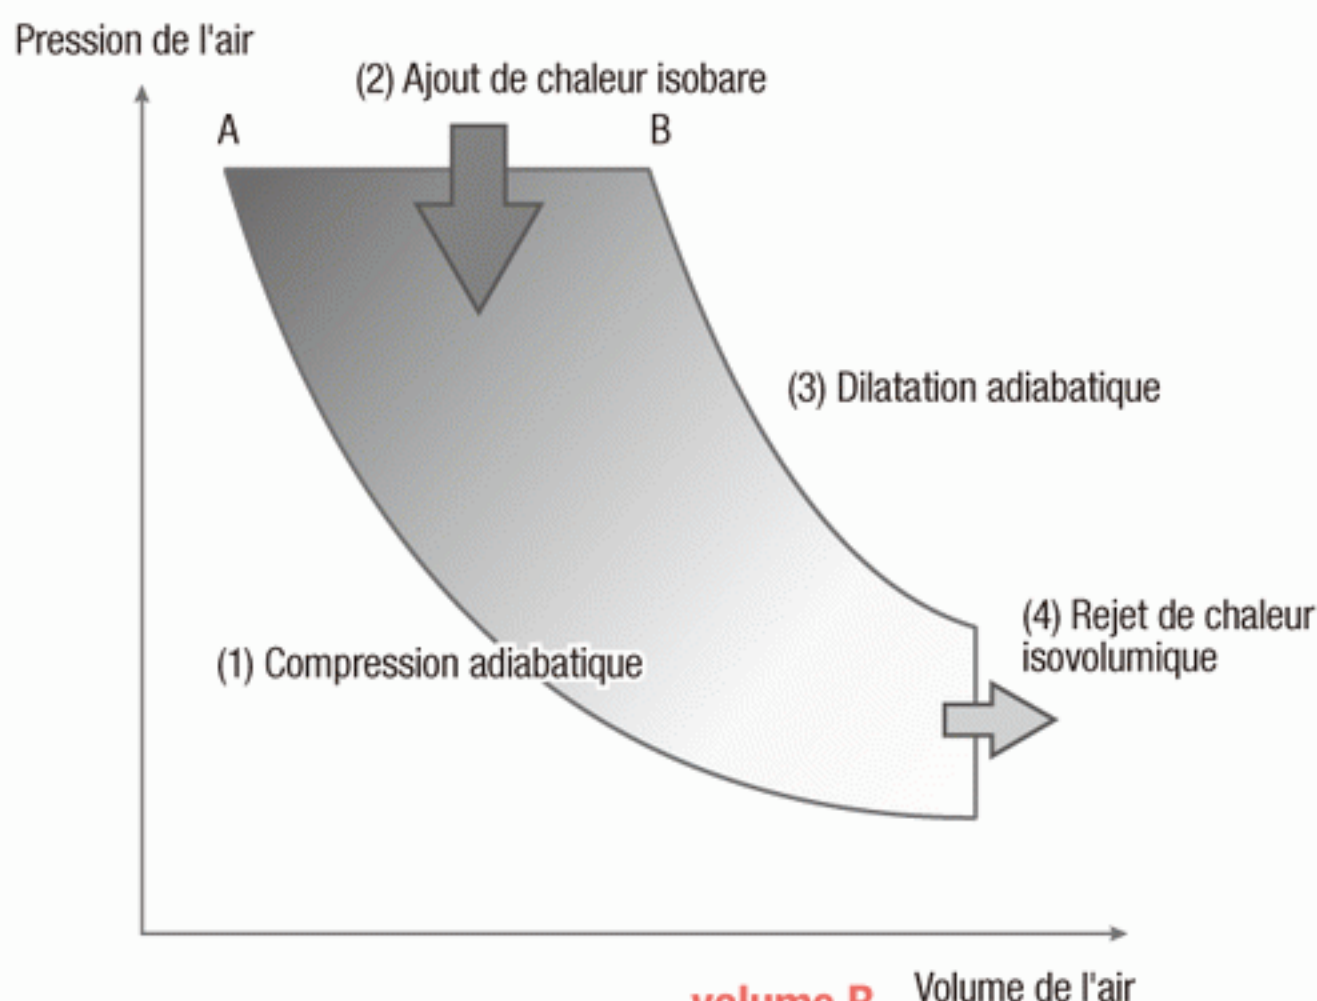 Pression de l'air
(2) Ajout de chaleur isobare
A
B
(3) Dilatation adiabatique
(4) Rejet de chaleur
isovolumique
(1) Compression adiabatique
Volume de l'air
volume B